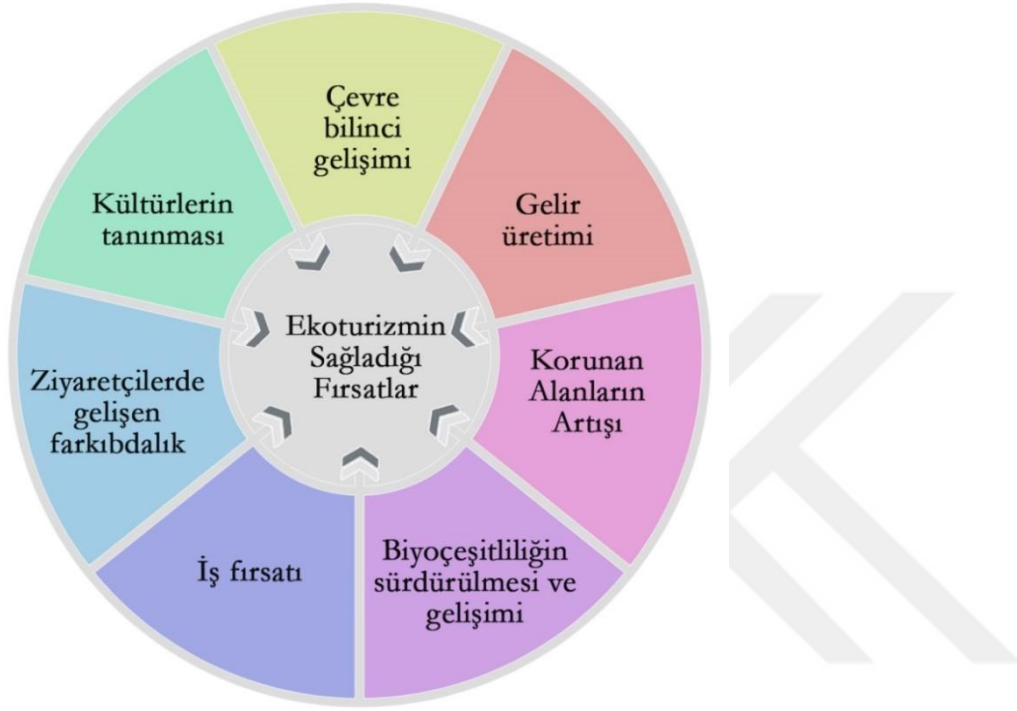 Çevre
bilinci
gelişimi
Gelir
üretimi
Korunan
Alanların
Artışı
Biyoçeşitliliğin
sürdürülmesi ve
gelişimi
İş fırsatı
Ziyaretçilerde
gelişen
farkıbdalık
Kültürlerin
tanınması
Ekoturizmin
Sağladığı
Fırsatlar